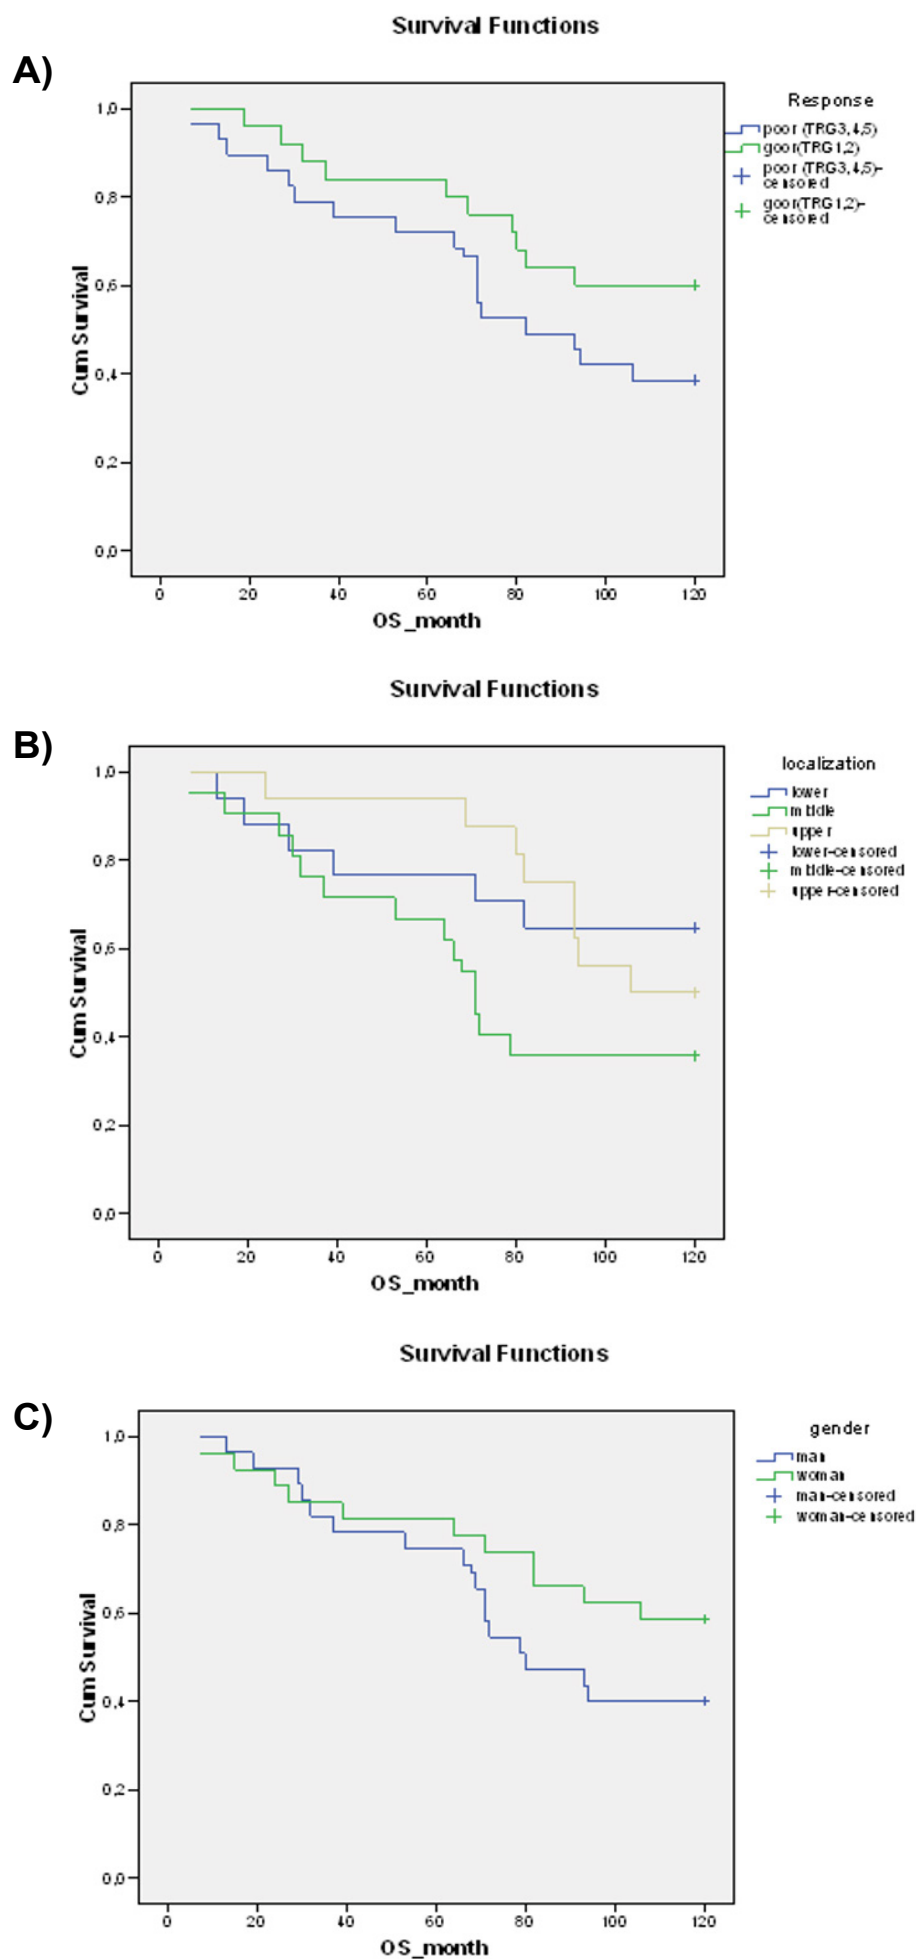 Survival Functions
A)
Response
poor (TRG3,4,5)
goor(TRG1,2)
poor (TRG3,4,5)-
censored
goor(TRG1,2)-
censored
1,0
0,8
0,6
0,4
0,2
0,0
Cum Survival
0 20 40 60 80 100 120
OS_month
Survival Functions
B)
localization
lower
middle
upper
lower-censored
middle-censored
upper-censored
1,0
0,8
0,6
0,4
0,2
0,0
Cum Survival
0 20 40 60 80 100 120
OS_month
Survival Functions
C)
gender
man
woman
man-censored
woman-censored
1,0
0,8
0,6
0,4
0,2
0,0
Cum Survival
0 20 40 60 80 100 120
OS_month